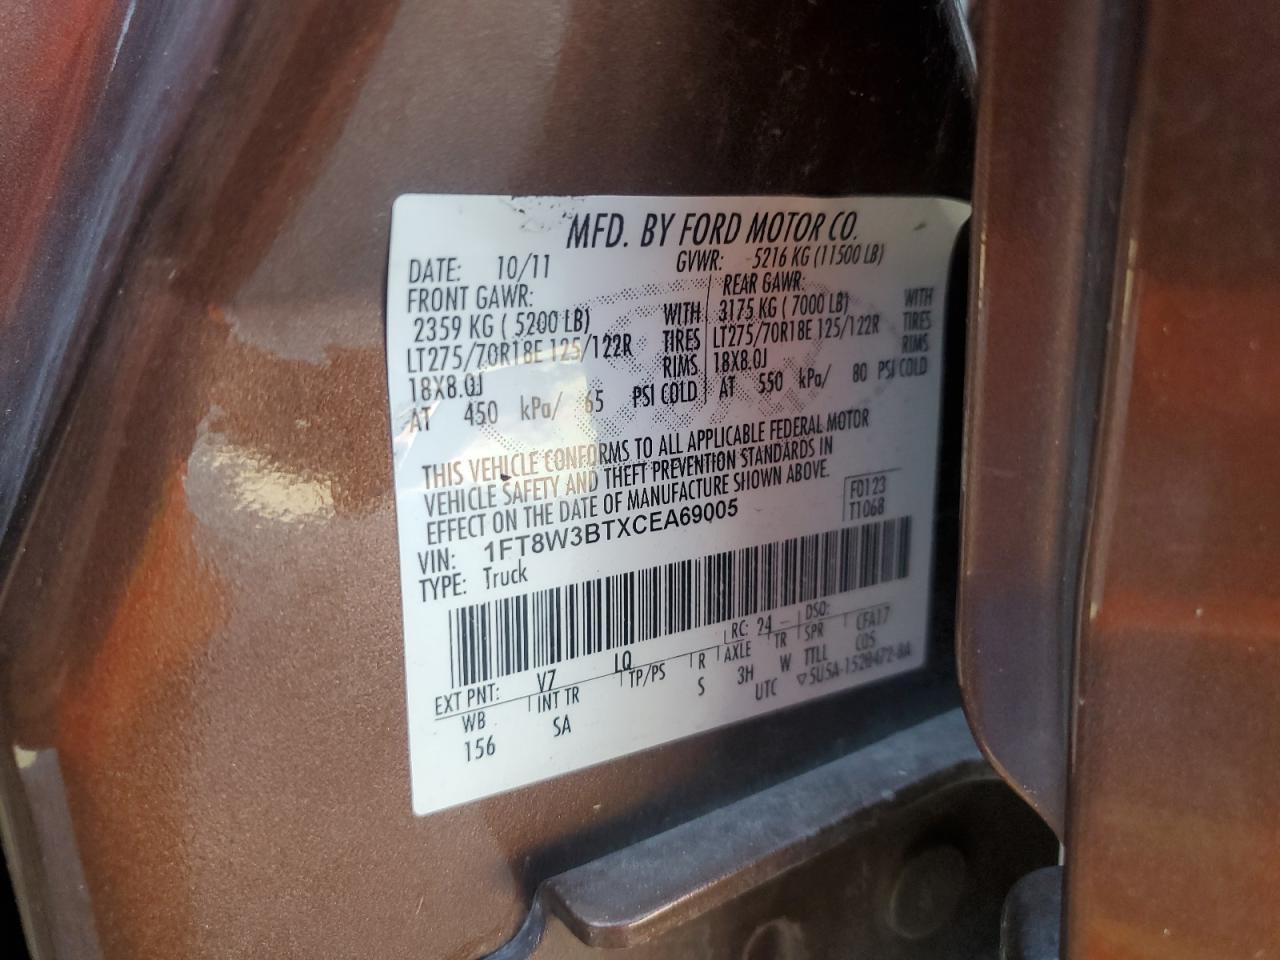 MFD. BY FORD MOTOR CO.
DATE: 10/11 GVWR: 5216 KG (11500 LB)
FRONT GAWR: REAR GAWR:
2359 KG ( 5200 LB) WITH 3175 KG ( 7000 LB) WITH
LT275/70R18E 125/122R TIRES LT275/70R18E 125/122R TIRES
18X8.0J RIMS 18X8.0J RIMS
AT 450 kPa/ 65 PSI COLD AT 550 kPa/ 80 PSI COLD
THIS VEHICLE CONFORMS TO ALL APPLICABLE FEDERAL MOTOR
VEHICLE SAFETY AND THEFT PREVENTION STANDARDS IN
EFFECT ON THE DATE OF MANUFACTURE SHOWN ABOVE.
VIN: 1FT8W3BTXCEA69005 F0123
TYPE: Truck T1068
EXT PNT: V7 LQ RC: 24 DSO:
WB INT TR TP/PS R AXLE TR SPR CFA17
156 SA S 3H W TTLL C05
UTC ▽5U5A-1520472-BA